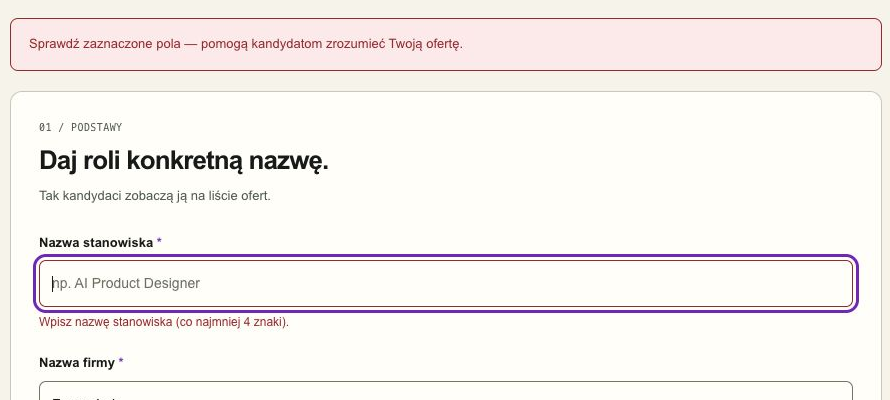 Sprawdź zaznaczone pola — pomogą kandydatom zrozumieć Twoją ofertę.
01 / PODSTAWY
Daj roli konkretną nazwę.
Tak kandydaci zobaczą ją na liście ofert.
Nazwa stanowiska *
np. AI Product Designer
Wpisz nazwę stanowiska (co najmniej 4 znaki).
Nazwa firmy *